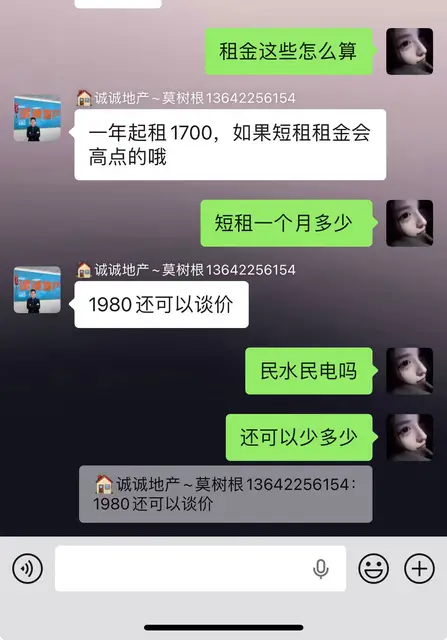 租金这些怎么算
诚诚地产~莫树根13642256154
一年起租1700，如果短租租金会
高点的哦
短租一个月多少
诚诚地产~莫树根13642256154
1980还可以谈价
民水民电吗
还可以少多少
诚诚地产~莫树根13642256154：
1980还可以谈价